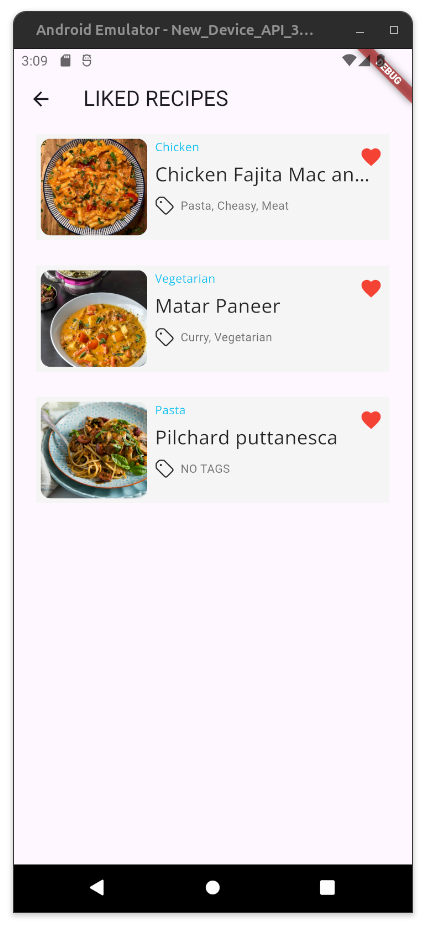 Android Emulator - New_Device_API_3...
3:09
DEBUG
LIKED RECIPES
Chicken
Chicken Fajita Mac an...
Pasta, Cheasy, Meat
Vegetarian
Matar Paneer
Curry, Vegetarian
Pasta
Pilchard puttanesca
NO TAGS